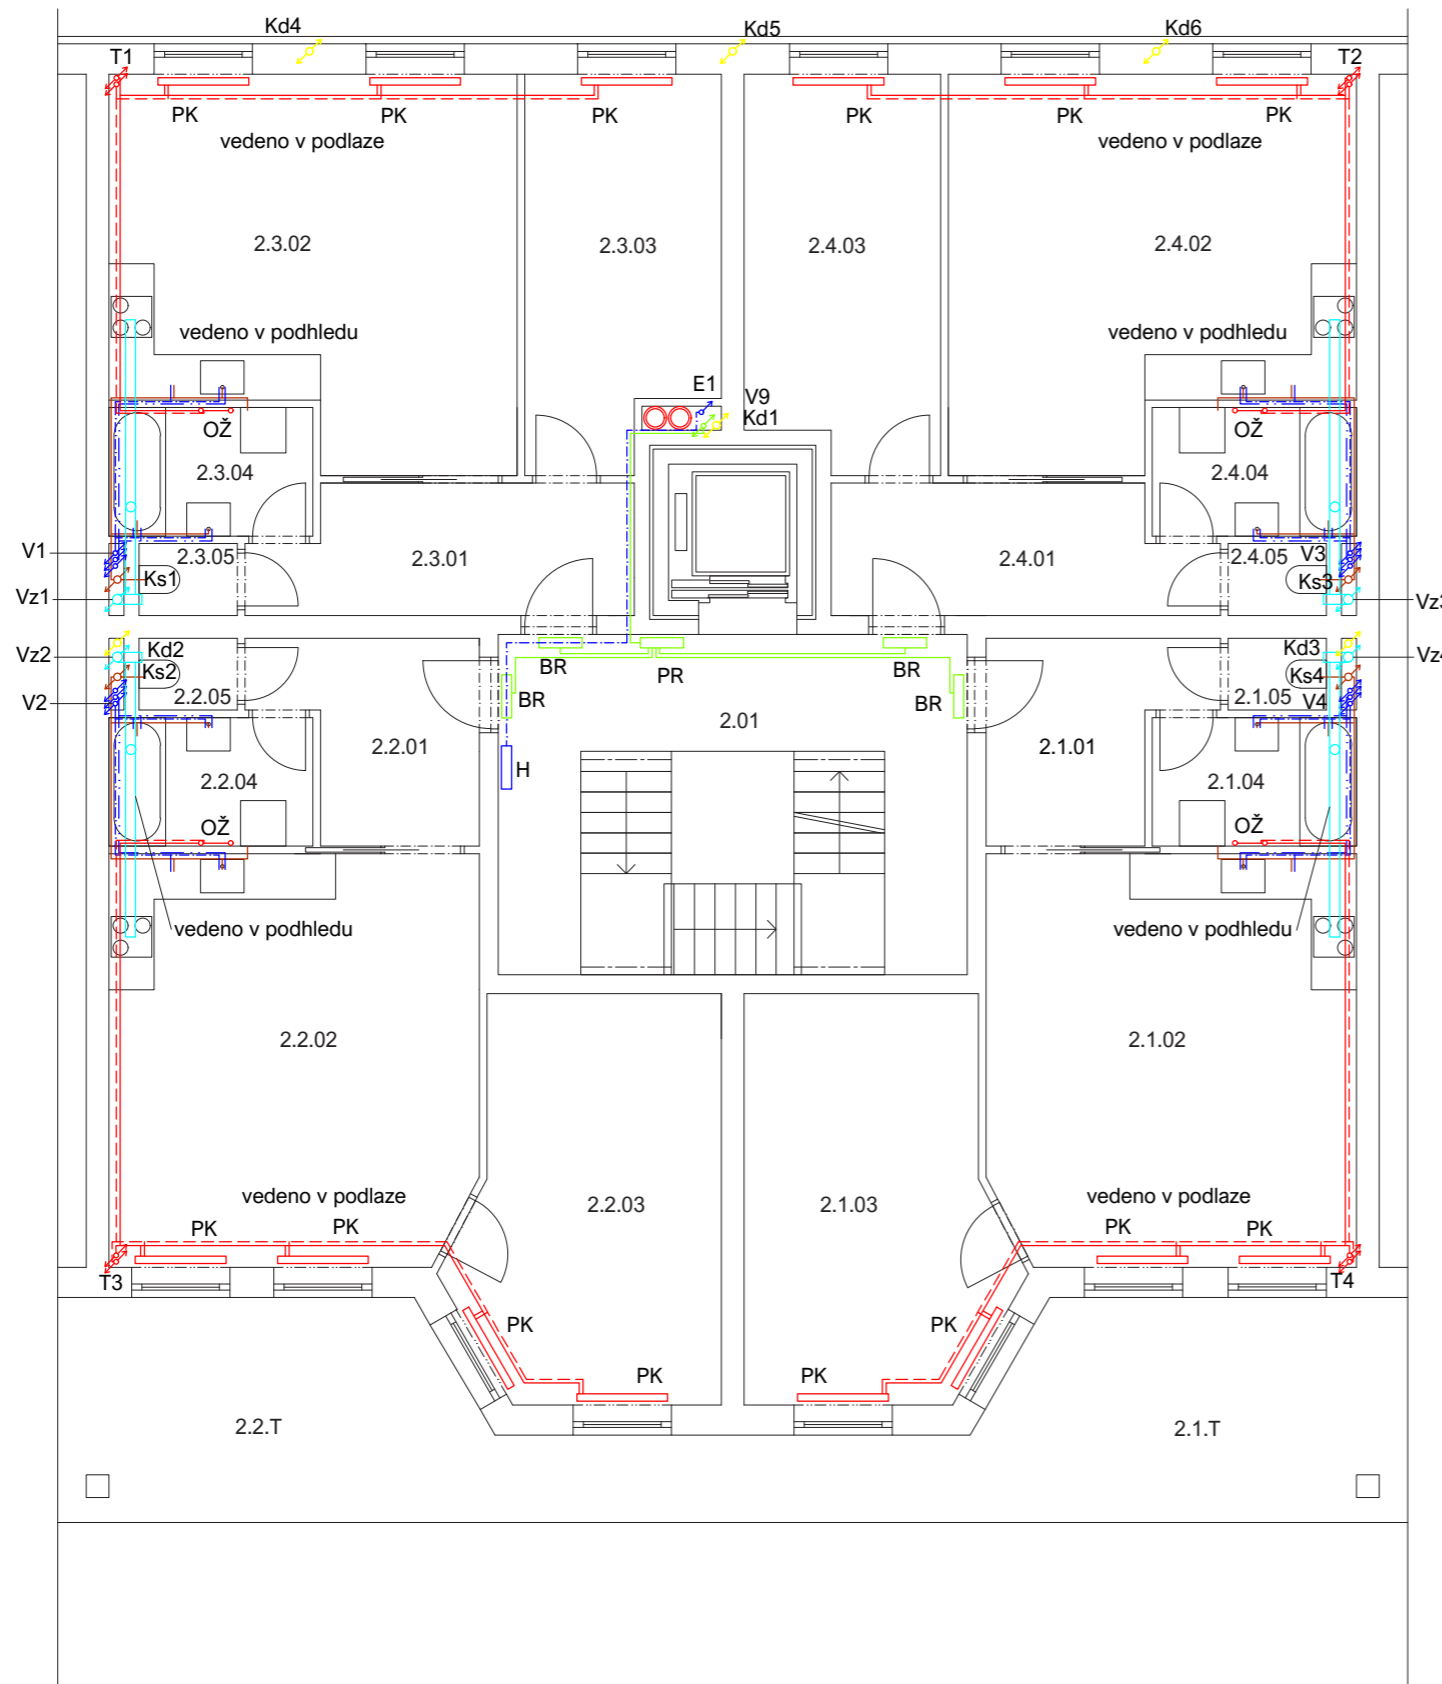 Kd4
Kd5
Kd6
T1
T2
PK
PK
PK
PK
PK
PK
vedeno v podlaze
vedeno v podlaze
2.3.02
2.3.03
2.4.03
2.4.02
vedeno v podhledu
vedeno v podhledu
E1
V9
Kd1
OŽ
OŽ
2.3.04
2.4.04
V1
2.3.05
2.3.01
2.4.01
2.4.05
V3
Ks1
Ks3
Vz1
Vz3
Vz2
Kd2
Kd3
Vz4
Ks2
Ks4
BR
PR
BR
V2
2.2.05
BR
BR
2.1.05
V4
2.01
2.2.01
2.1.01
H
2.2.04
2.1.04
OŽ
OŽ
vedeno v podhledu
vedeno v podhledu
2.2.02
2.1.02
vedeno v podlaze
vedeno v podlaze
2.2.03
2.1.03
PK
PK
PK
PK
T3
T4
PK
PK
PK
PK
2.2.T
2.1.T